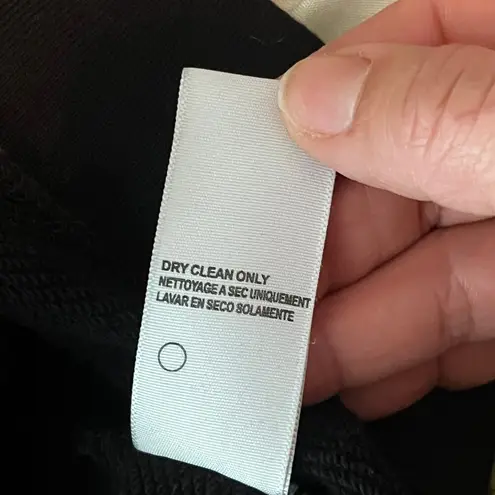 DRY CLEAN ONLY
NETTOYAGE A SEC UNIQUEMENT
LAVAR EN SECO SOLAMENTE